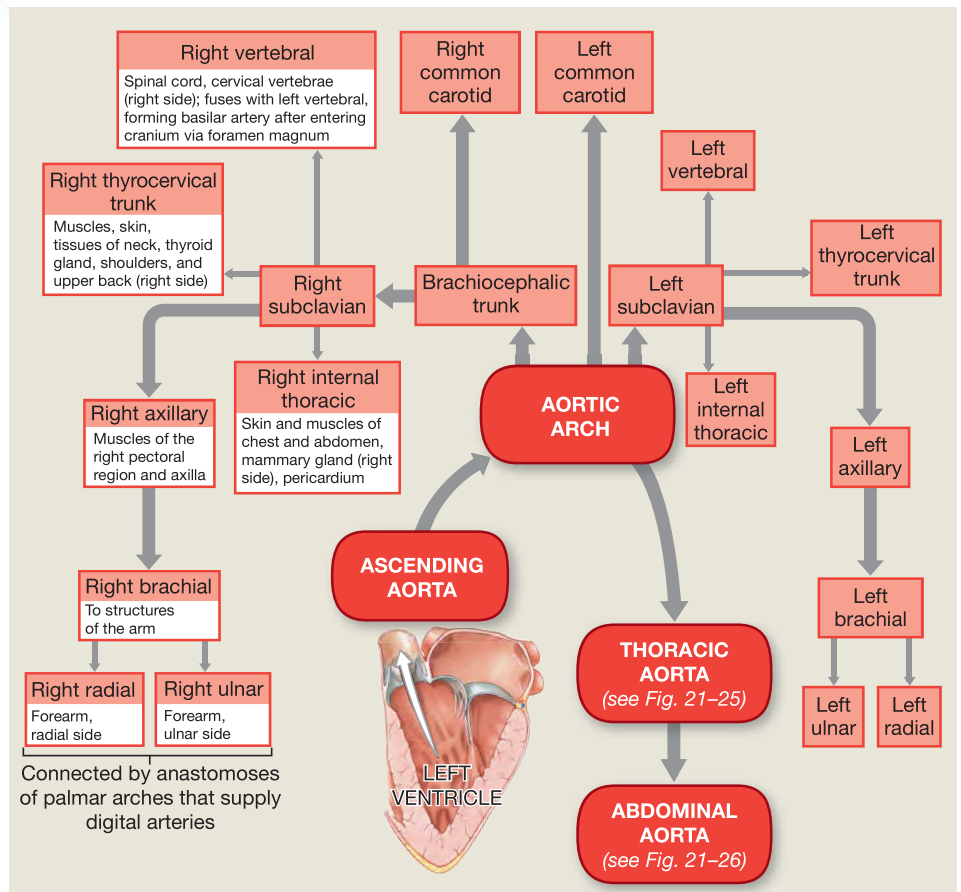 Right vertebral
Spinal cord, cervical vertebrae
(right side); fuses with left vertebral,
forming basilar artery after entering
cranium via foramen magnum
Right
common
carotid
Left
common
carotid
Left
vertebral
Right thyrocervical
trunk
Muscles, skin,
tissues of neck, thyroid
gland, shoulders, and
upper back (right side)
Left
thyrocervical
trunk
Right
subclavian
Brachiocephalic
trunk
Left
subclavian
Right internal
thoracic
Skin and muscles of
chest and abdomen,
mammary gland (right
side), pericardium
AORTIC
ARCH
Left
internal
thoracic
Right axillary
Muscles of the
right pectoral
region and axilla
Left
axillary
ASCENDING
AORTA
Right brachial
To structures
of the arm
Left
brachial
THORACIC
AORTA
(see Fig. 21–25)
Right radial
Forearm,
radial side
Right ulnar
Forearm,
ulnar side
Left
ulnar
Left
radial
Connected by anastomoses
of palmar arches that supply
digital arteries
LEFT
VENTRICLE
ABDOMINAL
AORTA
(see Fig. 21–26)